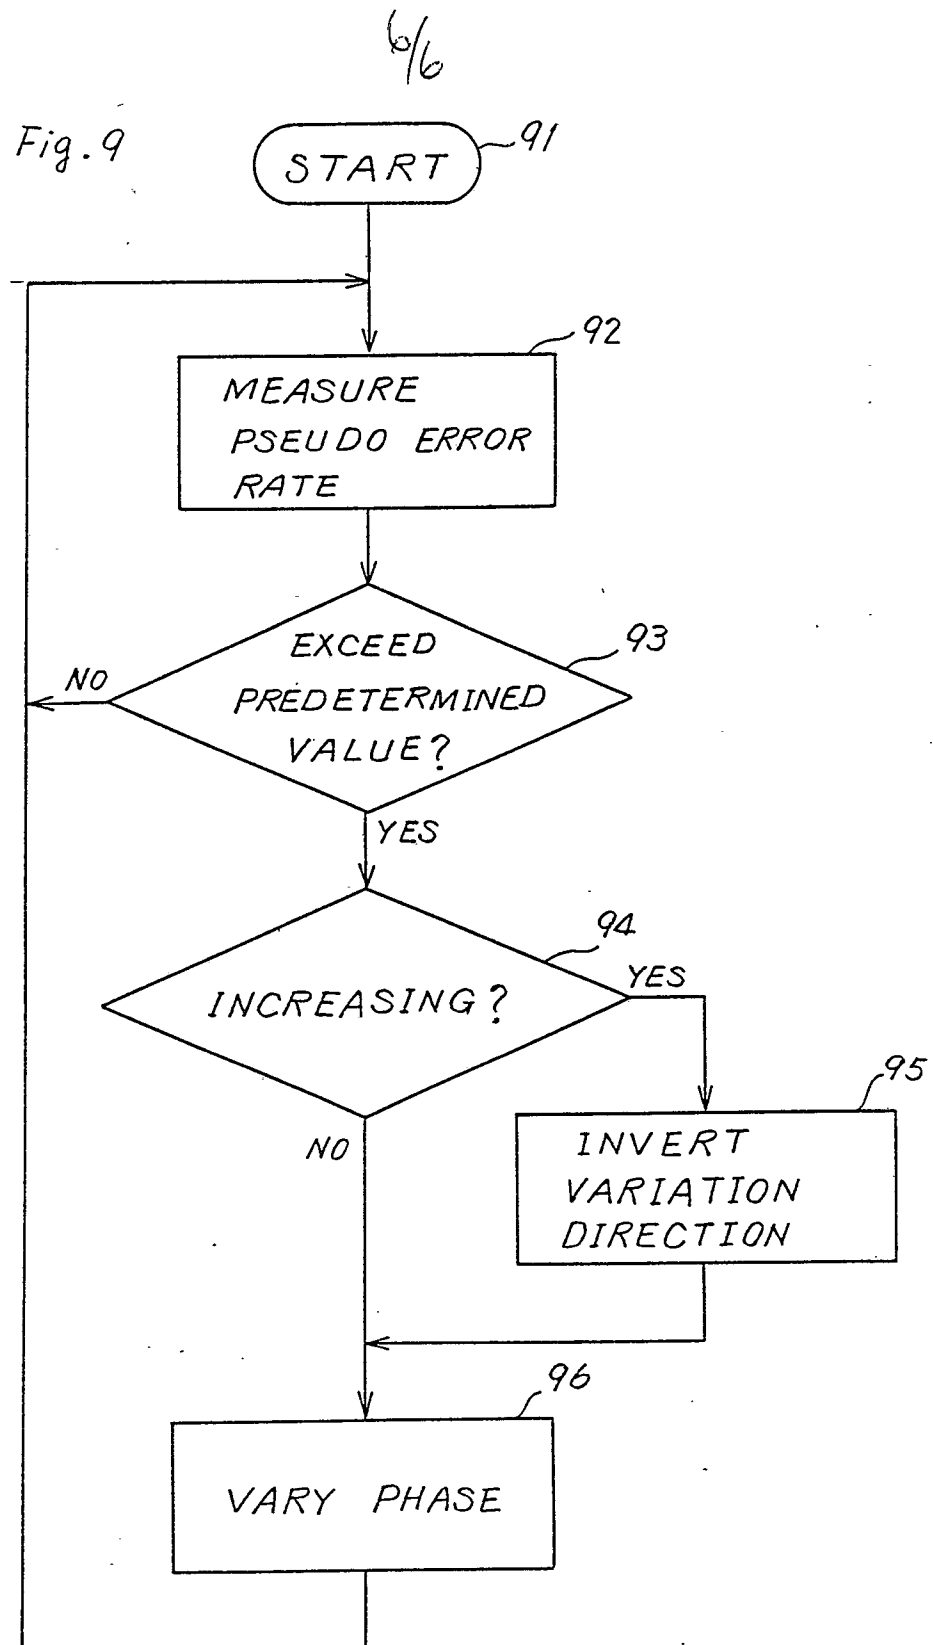 6/6
Fig. 9
START
91
92
MEASURE
PSEUDO ERROR
RATE
93
EXCEED
PREDETERMINED
VALUE?
NO
YES
94
INCREASING?
YES
NO
95
INVERT
VARIATION
DIRECTION
96
VARY PHASE